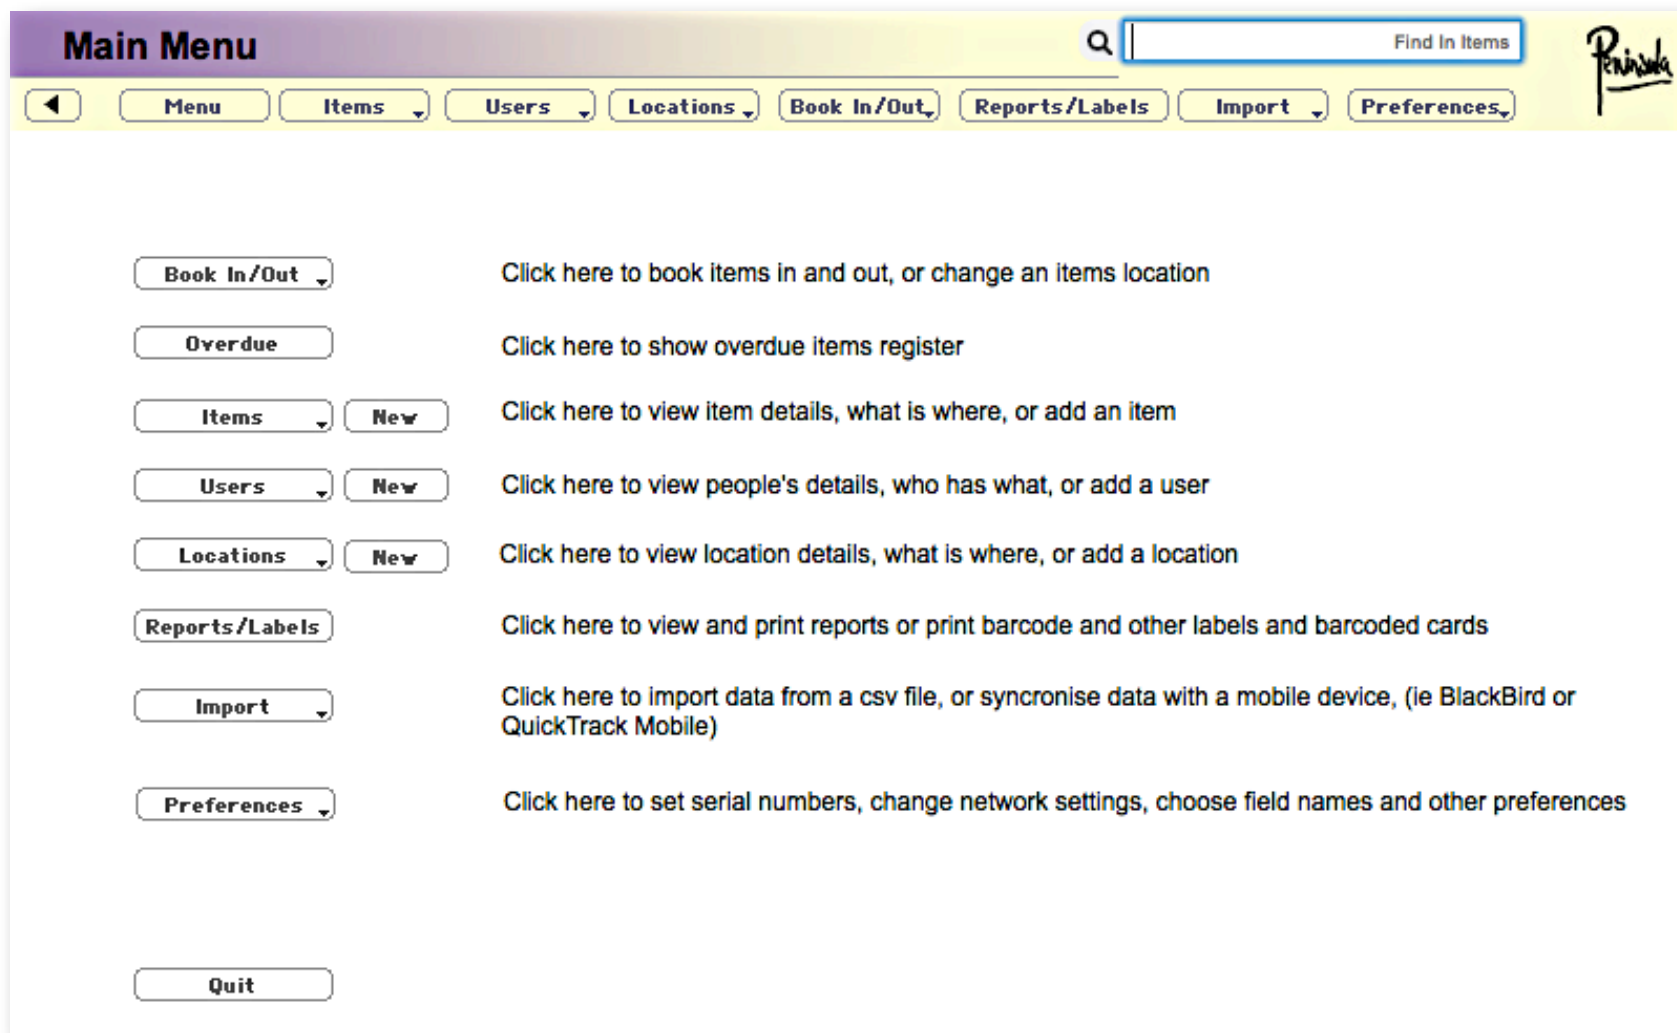 Main Menu
Find In Items
Peninsula
Menu Items Users Locations Book In/Out Reports/Labels Import Preferences
Book In/Out Click here to book items in and out, or change an items location
Overdue Click here to show overdue items register
Items New Click here to view item details, what is where, or add an item
Users New Click here to view people's details, who has what, or add a user
Locations New Click here to view location details, what is where, or add a location
Reports/Labels Click here to view and print reports or print barcode and other labels and barcoded cards
Import Click here to import data from a csv file, or syncronise data with a mobile device, (ie BlackBird or
QuickTrack Mobile)
Preferences Click here to set serial numbers, change network settings, choose field names and other preferences
Quit